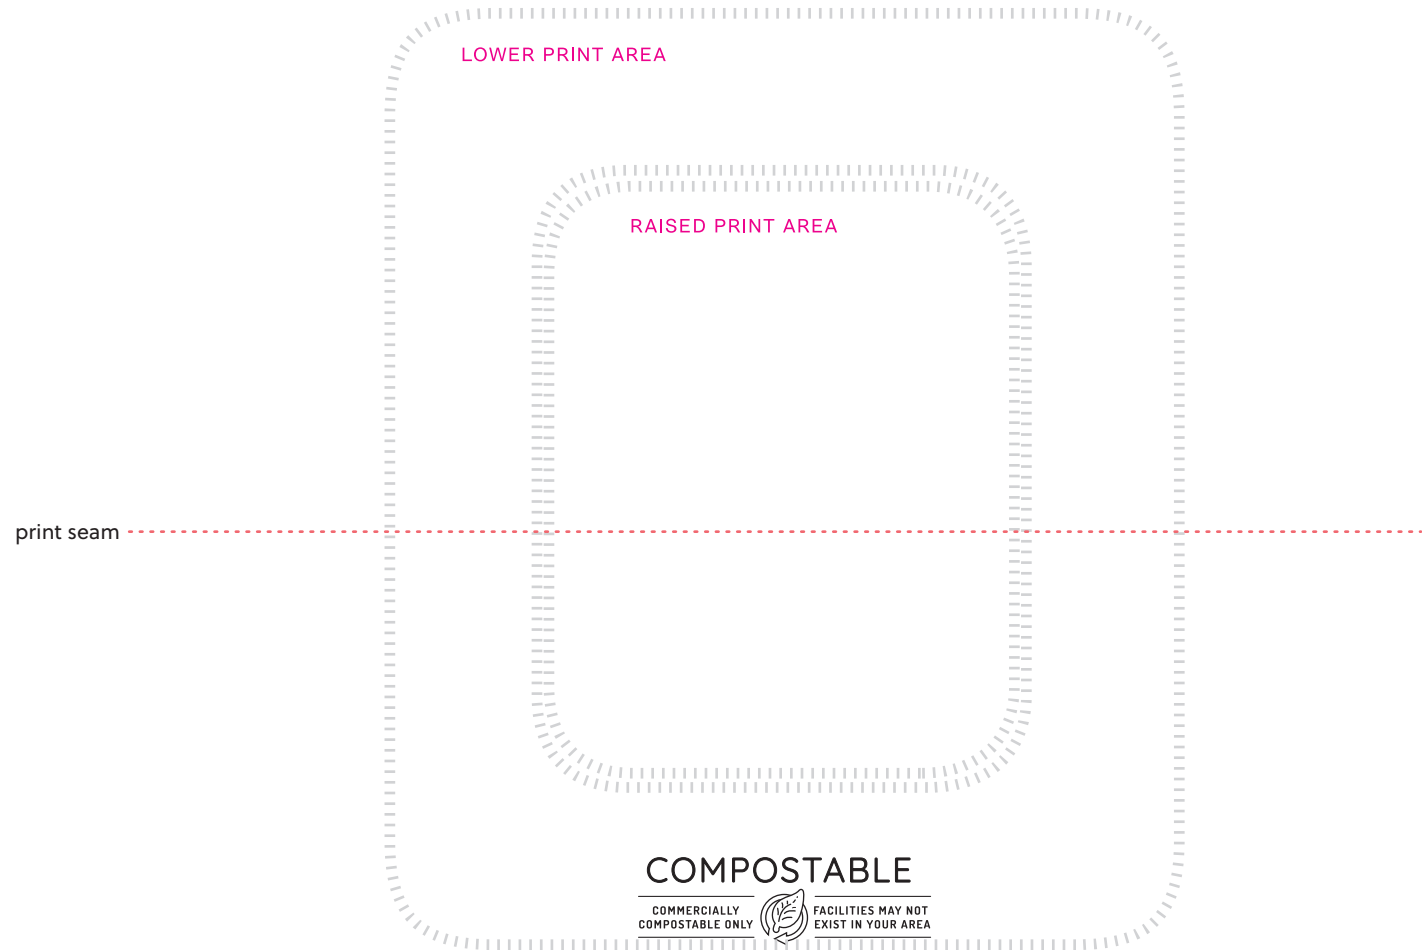 LOWER PRINT AREA
RAISED PRINT AREA
print seam
COMPOSTABLE
COMMERCIALLY
COMPOSTABLE ONLY
FACILITIES MAY NOT
EXIST IN YOUR AREA